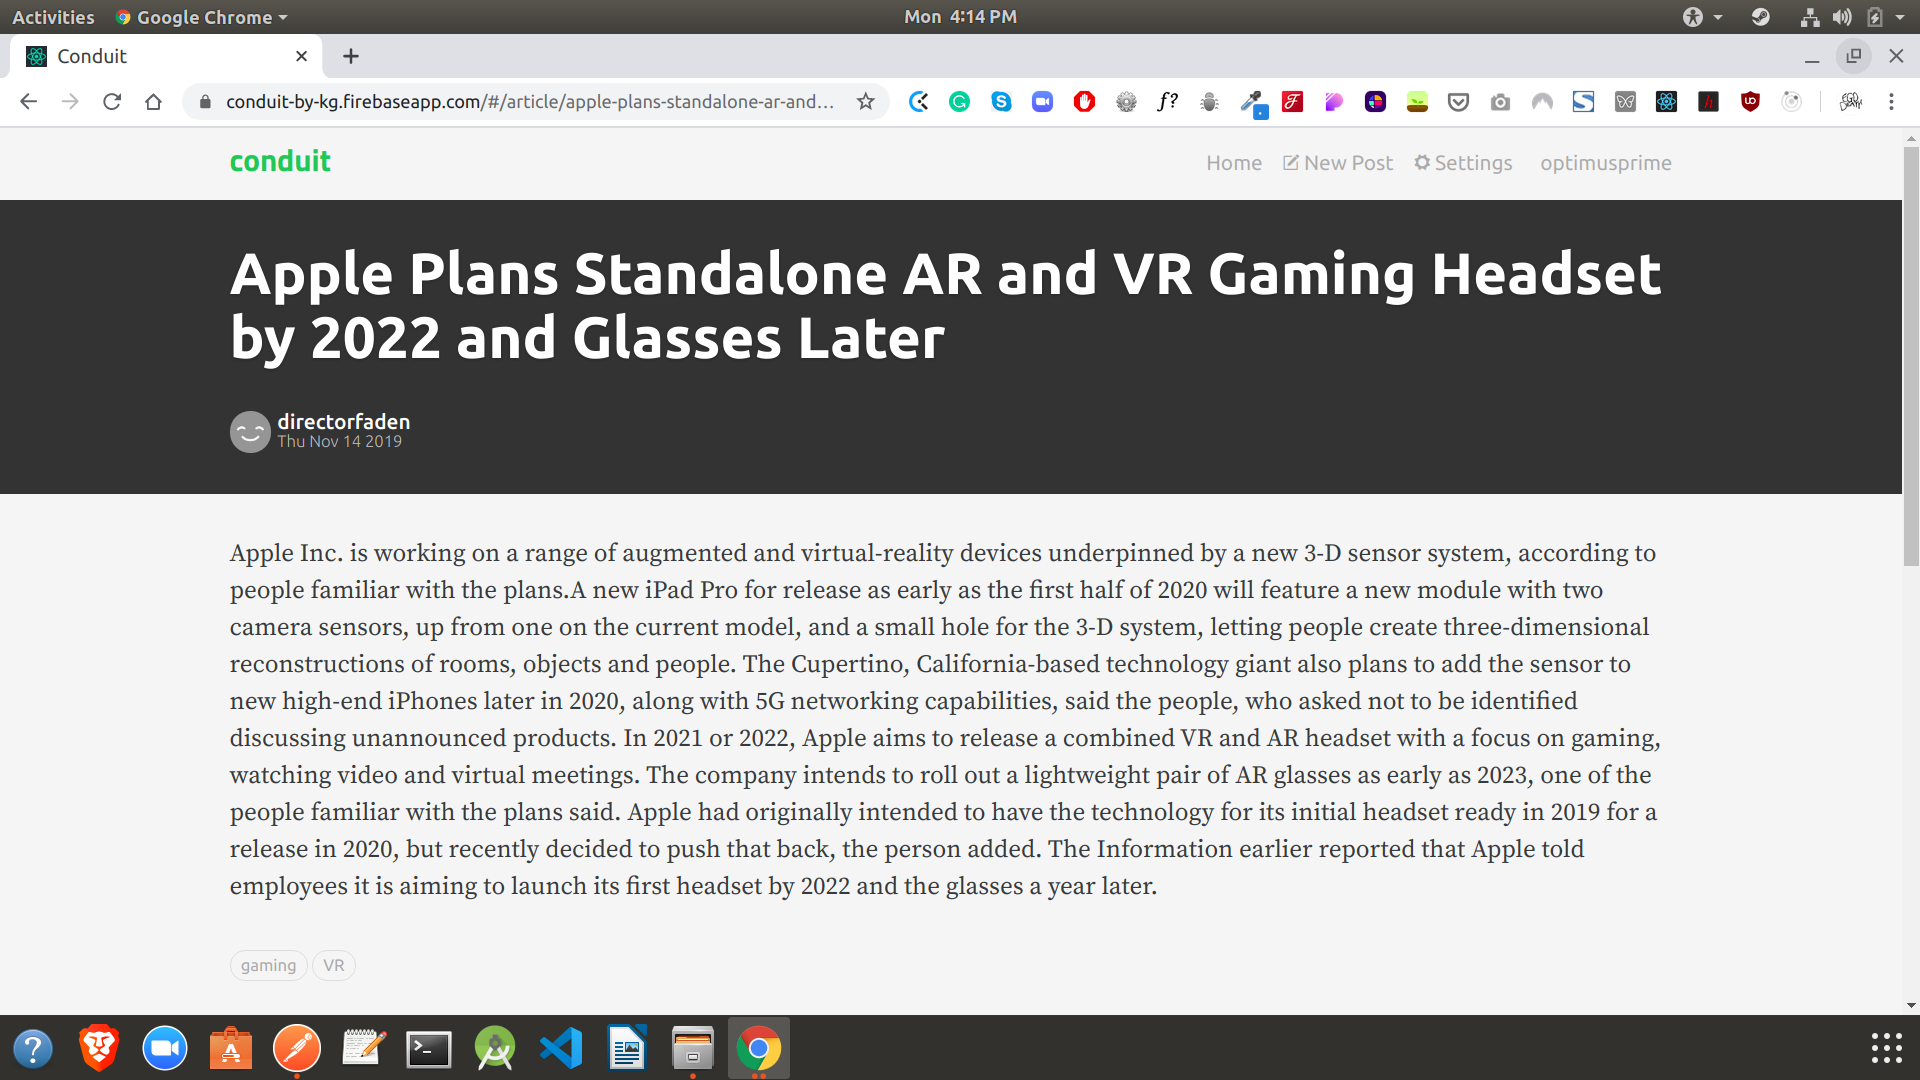 Activities Google Chrome Mon 4:14 PM
Conduit
conduit-by-kg.firebaseapp.com/#/article/apple-plans-standalone-ar-and... f?
conduit Home New Post Settings optimusprime
Apple Plans Standalone AR and VR Gaming Headset
by 2022 and Glasses Later
directorfaden
Thu Nov 14 2019
Apple Inc. is working on a range of augmented and virtual-reality devices underpinned by a new 3-D sensor system, according to
people familiar with the plans.A new iPad Pro for release as early as the first half of 2020 will feature a new module with two
camera sensors, up from one on the current model, and a small hole for the 3-D system, letting people create three-dimensional
reconstructions of rooms, objects and people. The Cupertino, California-based technology giant also plans to add the sensor to
new high-end iPhones later in 2020, along with 5G networking capabilities, said the people, who asked not to be identified
discussing unannounced products. In 2021 or 2022, Apple aims to release a combined VR and AR headset with a focus on gaming,
watching video and virtual meetings. The company intends to roll out a lightweight pair of AR glasses as early as 2023, one of the
people familiar with the plans said. Apple had originally intended to have the technology for its initial headset ready in 2019 for a
release in 2020, but recently decided to push that back, the person added. The Information earlier reported that Apple told
employees it is aiming to launch its first headset by 2022 and the glasses a year later.
gaming VR